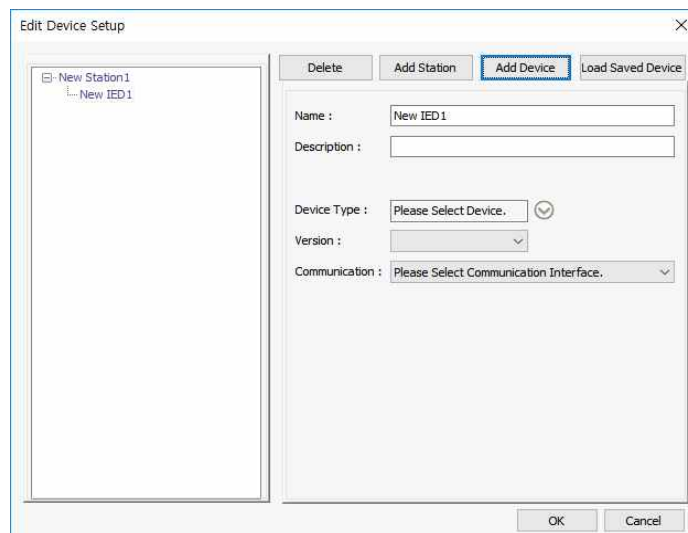 Edit Device Setup
New Station1
New IED1
Delete
Add Station
Add Device
Load Saved Device
Name :
New IED1
Description :
Device Type :
Please Select Device.
Version :
Communication :
Please Select Communication Interface.
OK
Cancel